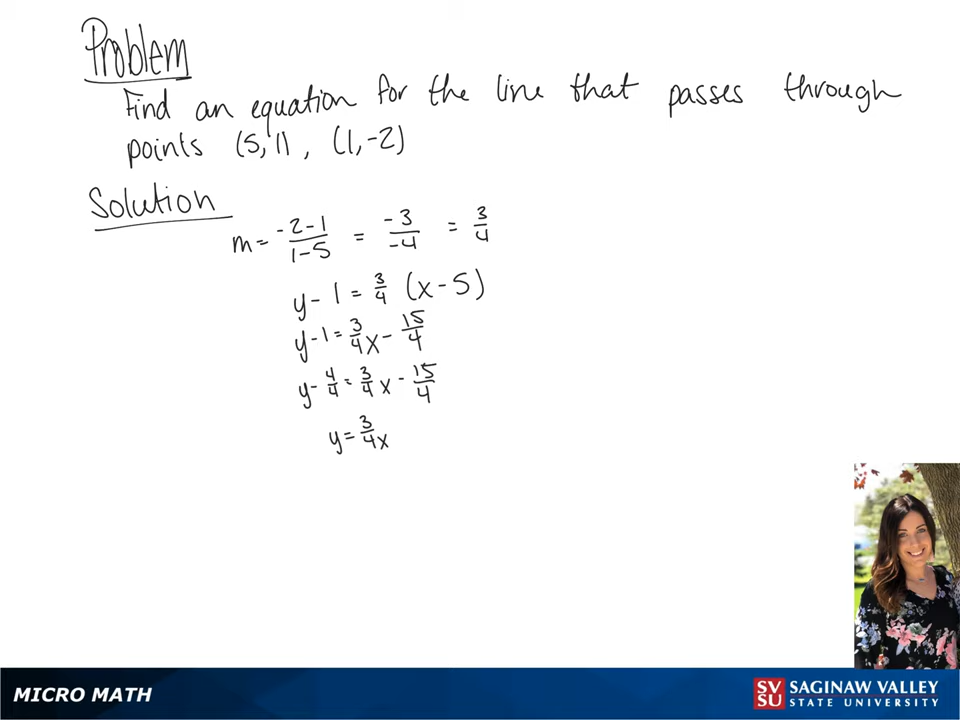 Problem
Find an equation for the line that passes through
points (5,1), (1,-2)
Solution
m = -2-1/1-5 = -3/-4 = 3/4
y - 1 = 3/4 (x - 5)
y - 1 = 3/4x - 15/4
y - 4/4 = 3/4x - 15/4
y = 3/4x
MICRO MATH
SVSU SAGINAW VALLEY
STATE UNIVERSITY